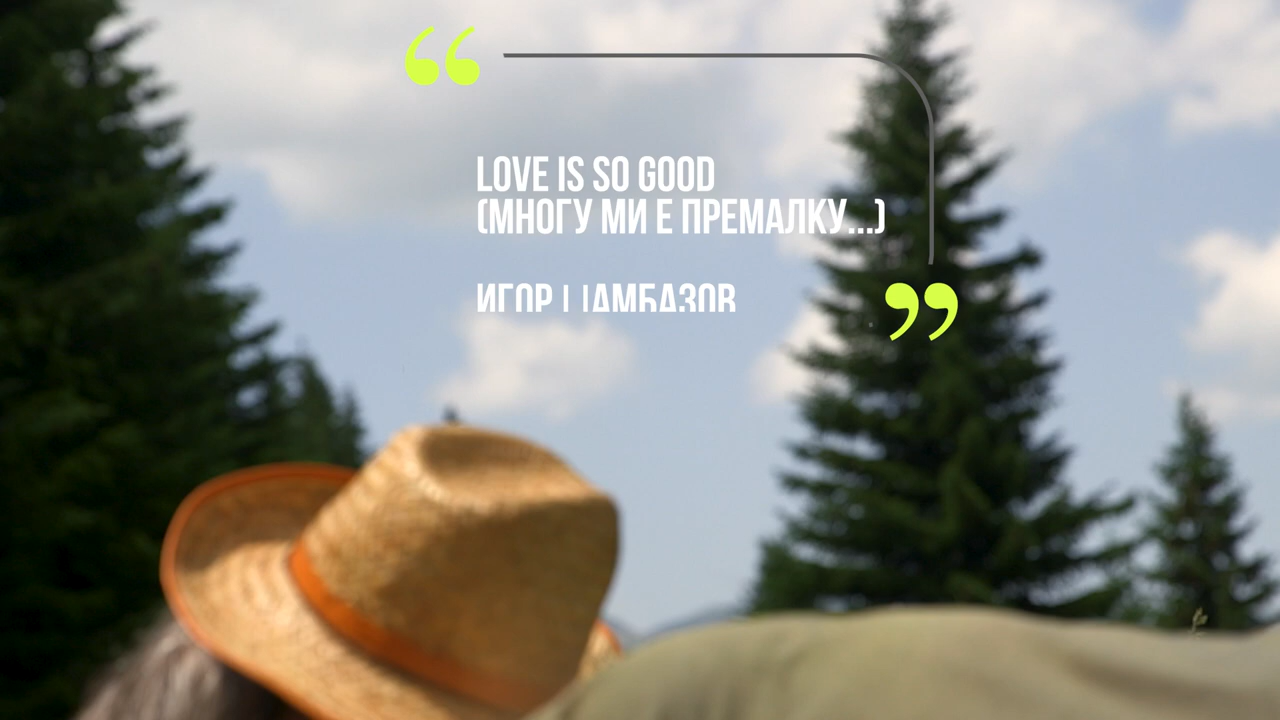 “
LOVE IS SO GOOD
(МНОГУ МИ Е ПРЕМАЛКУ...)
ИГОР ЏАМБАЗОВ
”